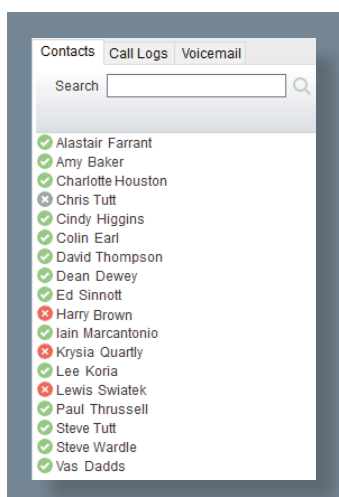 Contacts Call Logs Voicemail
Search
Alastair Farrant
Amy Baker
Charlotte Houston
Chris Tutt
Cindy Higgins
Colin Earl
David Thompson
Dean Dewey
Ed Sinnott
Harry Brown
Iain Marcantonio
Krysia Quartly
Lee Koria
Lewis Swiatek
Paul Thrussell
Steve Tutt
Steve Wardle
Vas Dadds